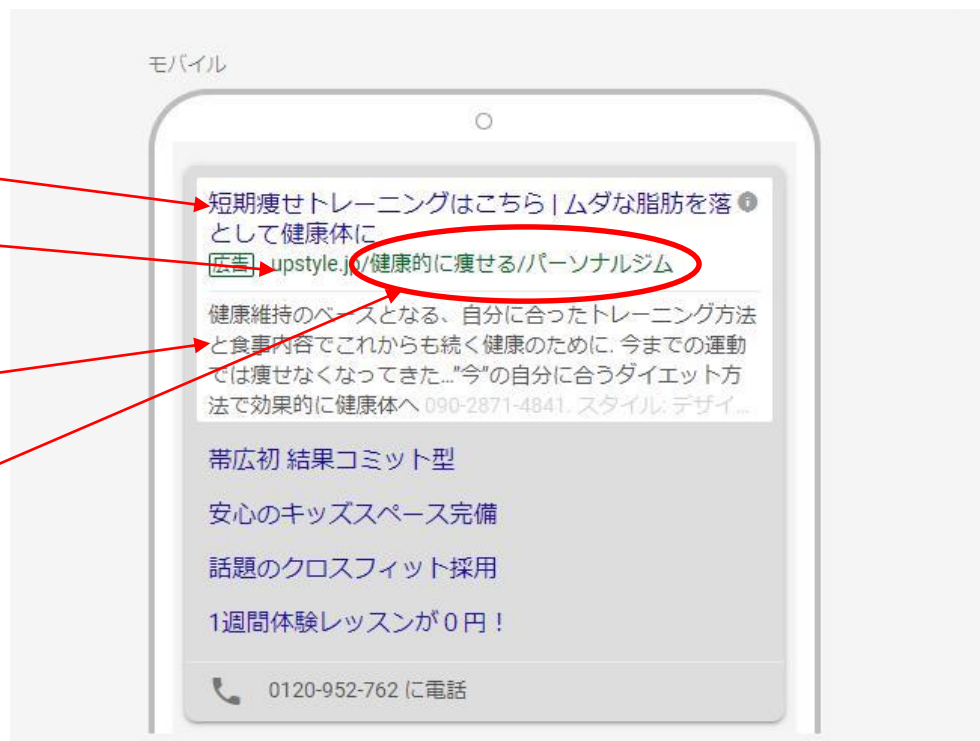 モバイル
短期痩せトレーニングはこちら | ムダな脂肪を落
として健康体に
広告 upstyle.jp/健康的に痩せる/パーソナルジム
健康維持のベースとなる、自分に合ったトレーニング方法
と食事内容でこれからも続く健康のために. 今までの運動
では痩せなくなってきた..."今"の自分に合うダイエット方
法で効果的に健康体へ 090-2871-4841. スタイル: デザイ...
帯広初 結果コミット型
安心のキッズスペース完備
話題のクロスフィット採用
1週間体験レッスンが０円！
0120-952-762 に電話